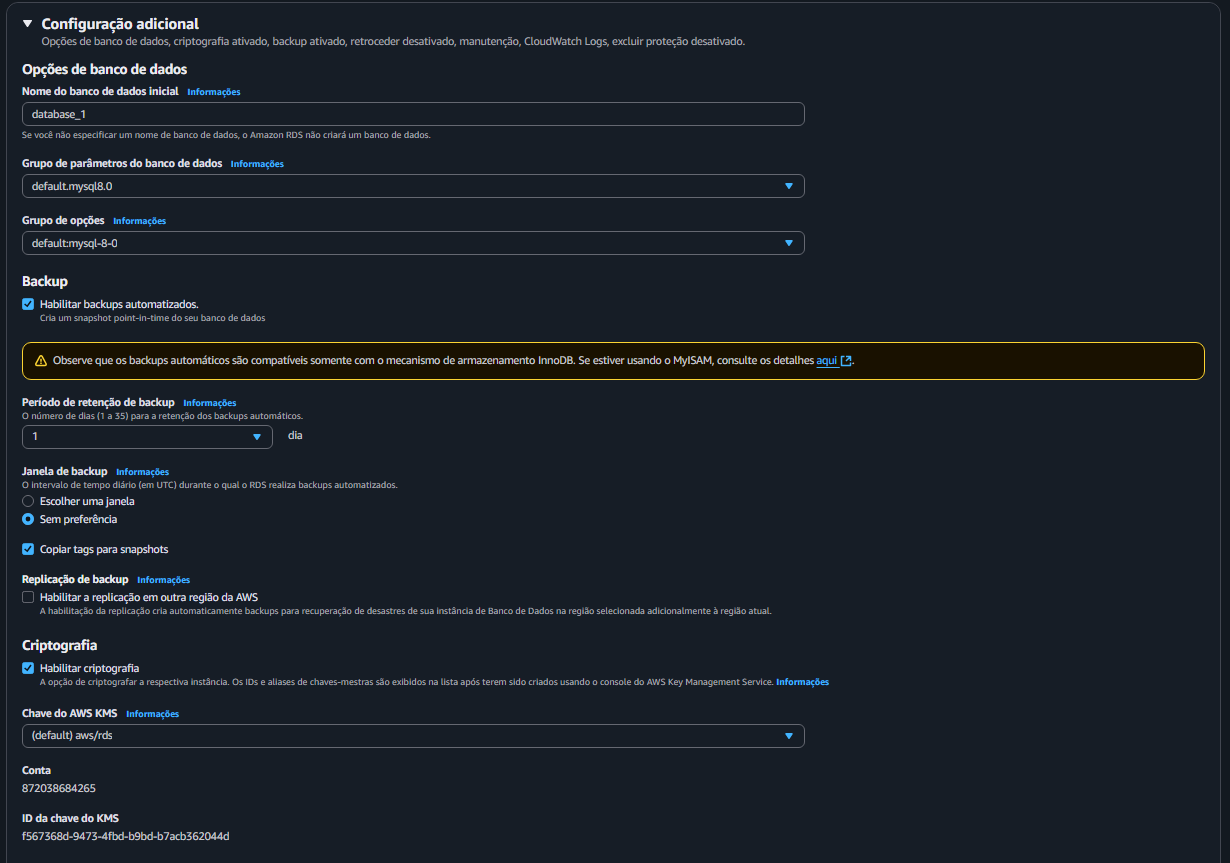 Configuração adicional
Opções de banco de dados, criptografia ativado, backup ativado, retroceder desativado, manutenção, CloudWatch Logs, excluir proteção desativado.
Opções de banco de dados
Nome do banco de dados inicial Informações
database_1
Se você não especificar um nome de banco de dados, o Amazon RDS não criará um banco de dados.
Grupo de parâmetros do banco de dados Informações
default.mysql8.0
Grupo de opções Informações
default:mysql-8-0
Backup
Habilitar backups automatizados.
Cria um snapshot point-in-time do seu banco de dados
Observe que os backups automáticos são compatíveis somente com o mecanismo de armazenamento InnoDB. Se estiver usando o MyISAM, consulte os detalhes aqui.
Período de retenção de backup Informações
O número de dias (1 a 35) para a retenção dos backups automáticos.
1 dia
Janela de backup Informações
O intervalo de tempo diário (em UTC) durante o qual o RDS realiza backups automatizados.
Escolher uma janela
Sem preferência
Copiar tags para snapshots
Replicação de backup Informações
Habilitar a replicação em outra região da AWS
A habilitação da replicação cria automaticamente backups para recuperação de desastres de sua instância de Banco de Dados na região selecionada adicionalmente à região atual.
Criptografia
Habilitar criptografia
A opção de criptografar a respectiva instância. Os IDs e aliases de chaves-mestras são exibidos na lista após terem sido criados usando o console do AWS Key Management Service. Informações
Chave do AWS KMS Informações
(default) aws/rds
Conta
872038684265
ID da chave do KMS
f567368d-9473-4fbd-b9bd-b7acb362044d